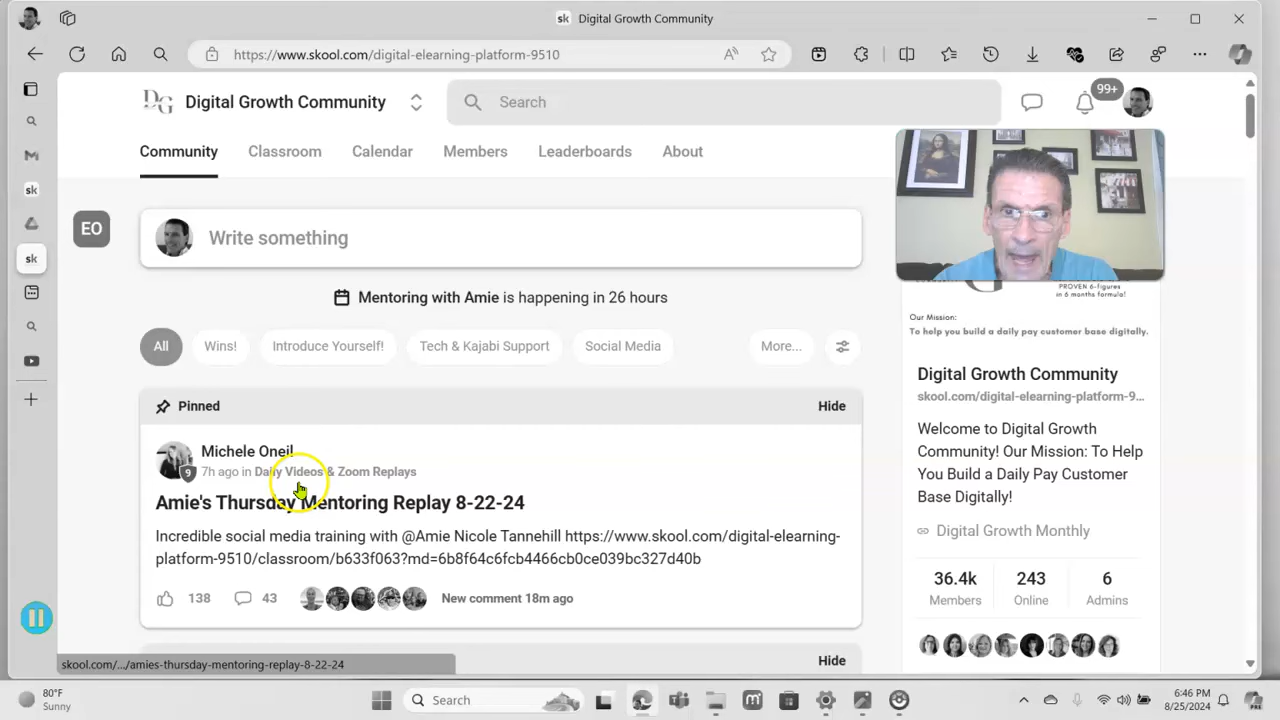 sk Digital Growth Community
https://www.skool.com/digital-elearning-platform-9510
DG Digital Growth Community
Search
99+
Community Classroom Calendar Members Leaderboards About
EO
Write something
Mentoring with Amie is happening in 26 hours
All Wins! Introduce Yourself! Tech & Kajabi Support Social Media More...
Pinned Hide
Michele Oneil
9
7h ago in Daily Videos & Zoom Replays
Amie's Thursday Mentoring Replay 8-22-24
Incredible social media training with @Amie Nicole Tannehill https://www.skool.com/digital-elearning-
platform-9510/classroom/b633f063?md=6b8f64c6fcb4466cb0ce039bc327d40b
138 43 New comment 18m ago
Hide
PROVEN 6-figures
in 6 months formula!
Our Mission:
To help you build a daily pay customer base digitally.
Digital Growth Community
skool.com/digital-elearning-platform-9...
Welcome to Digital Growth
Community! Our Mission: To Help
You Build a Daily Pay Customer
Base Digitally!
Digital Growth Monthly
36.4k 243 6
Members Online Admins
sk
sk
skool.com/.../amies-thursday-mentoring-replay-8-22-24
80°F
Sunny
Search
6:46 PM
8/25/2024
PRE